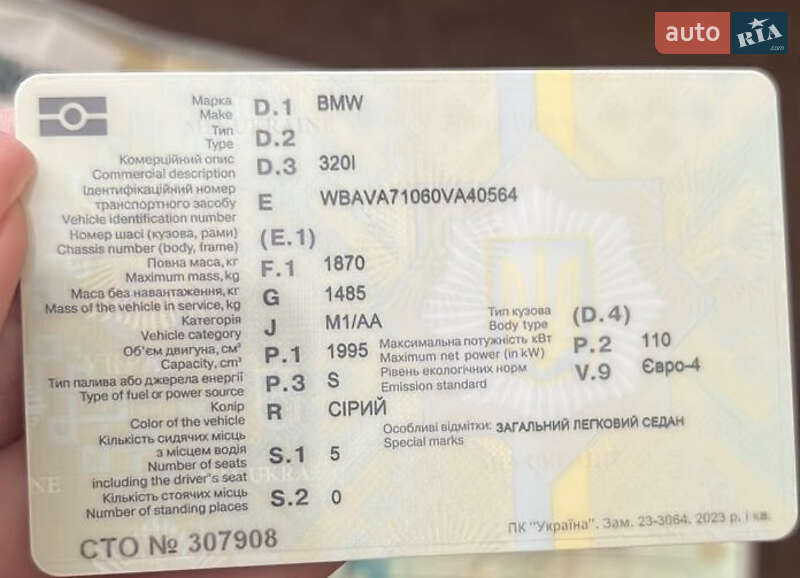 auto RIA.com
Марка D.1 BMW
Make
Тип D.2
Type
Комерційний опис D.3 320I
Commercial description
Ідентифікаційний номер
транспортного засобу E WBAVA71060VA40564
Vehicle identification number
Номер шасі (кузова, рами) (E.1)
Chassis number (body, frame)
Повна маса, кг F.1 1870
Maximum mass, kg
Маса без навантаження, кг G 1485
Mass of the vehicle in service, kg
Категорія J M1/AA
Vehicle category
Тип кузова (D.4)
Body type
Об'єм двигуна, см³ P.1 1995
Capacity, cm³
Максимальна потужність кВт P.2 110
Maximum net power (in kW)
Тип палива або джерела енергії P.3 S
Type of fuel or power source
Рівень екологічних норм V.9 Євро-4
Emission standard
Колір R СІРИЙ
Color of the vehicle
Особливі відмітки: ЗАГАЛЬНИЙ ЛЕГКОВИЙ СЕДАН
Special marks
Кількість сидячих місць
з місцем водія S.1 5
Number of seats
including the driver's seat
Кількість стоячих місць S.2 0
Number of standing places
СТО № 307908
ПК "Україна". Зам. 23-3064. 2023 р. І кв.